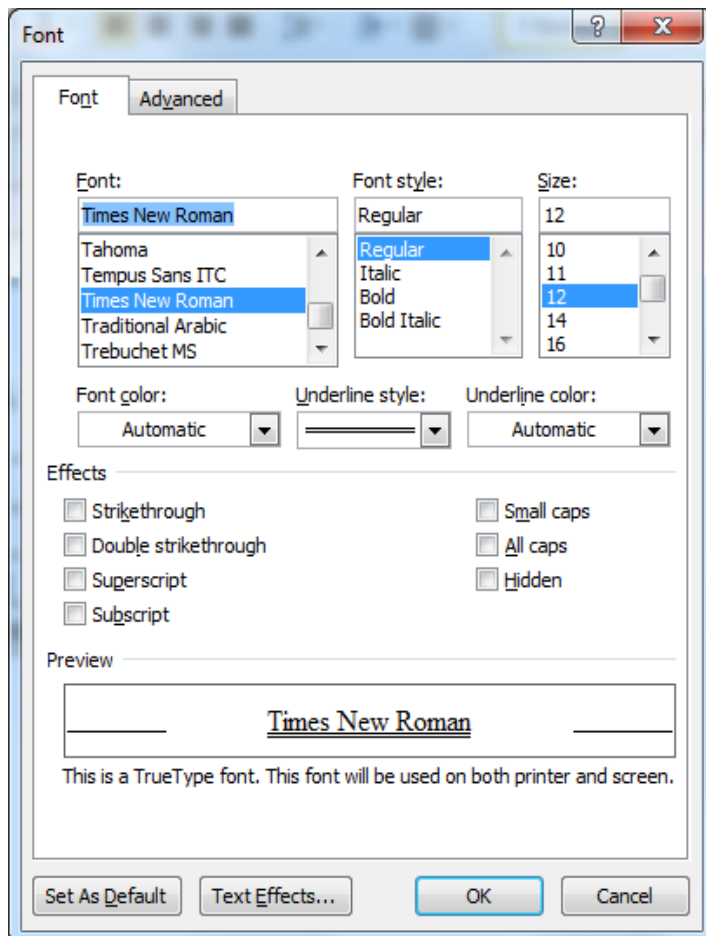 Font
Font Advanced
Font: Font style: Size:
Times New Roman Regular 12
Tahoma Regular 10
Tempus Sans ITC Italic 11
Times New Roman Bold 12
Traditional Arabic Bold Italic 14
Trebuchet MS 16
Font color: Underline style: Underline color:
Automatic Automatic
Effects
Strikethrough Small caps
Double strikethrough All caps
Superscript Hidden
Subscript
Preview
Times New Roman
This is a TrueType font. This font will be used on both printer and screen.
Set As Default Text Effects... OK Cancel